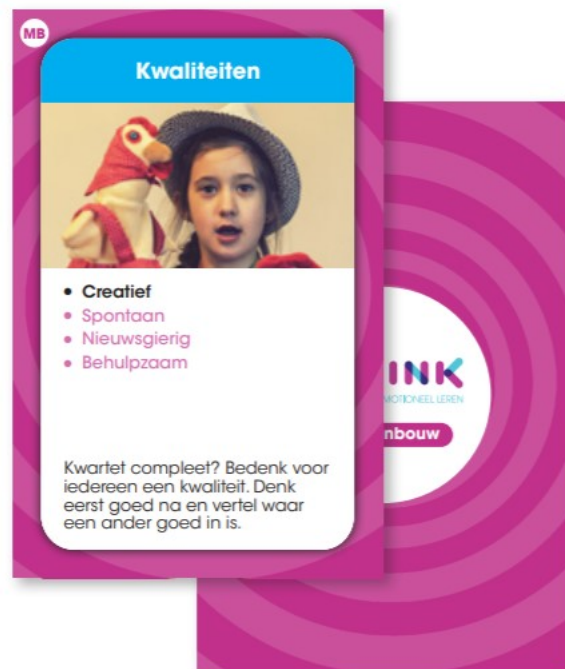 MB
Kwaliteiten
• Creatief
• Spontaan
• Nieuwsgierig
• Behulpzaam
Kwartet compleet? Bedenk voor
iedereen een kwaliteit. Denk
eerst goed na en vertel waar
een ander goed in is.
INK
MOTIONEEL LEREN
nbouw